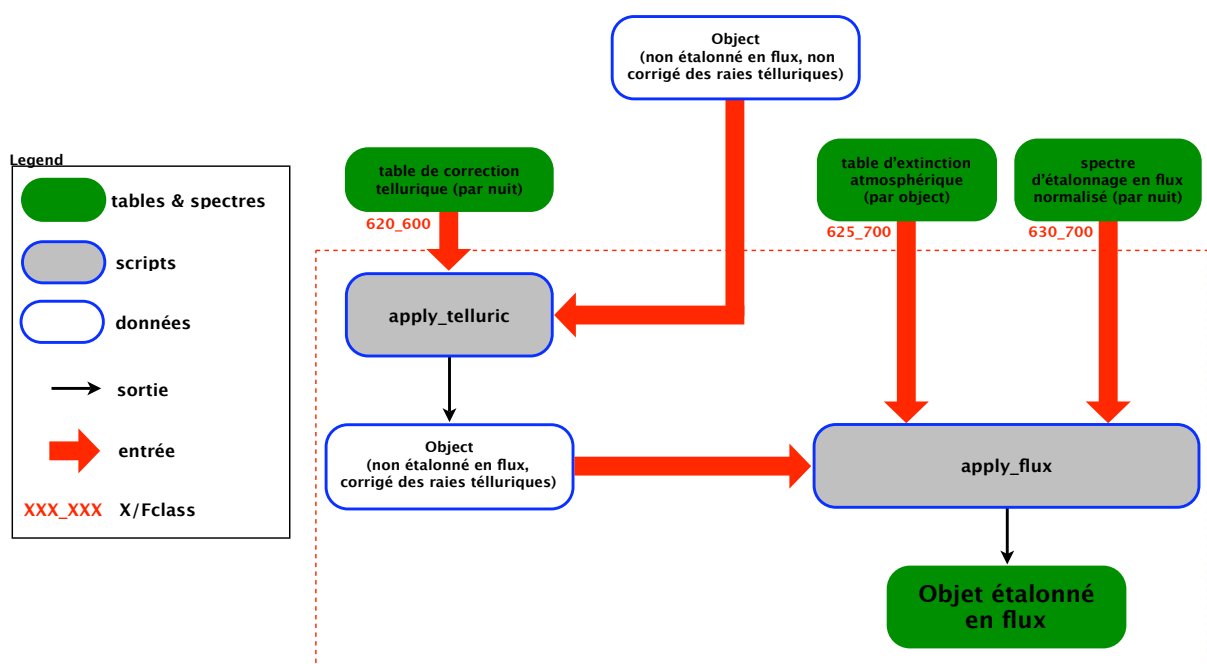 Object
(non étalonné en flux, non
corrigé des raies télluriques)
Legend
tables & spectres
scripts
données
sortie
entrée
XXX_XXX X/Fclass
table de correction
tellurique (par nuit)
620_600
table d'extinction
atmosphérique
(par object)
625_700
spectre
d'étalonnage en flux
normalisé (par nuit)
630_700
apply_telluric
Object
(non étalonné en flux,
corrigé des raies télluriques)
apply_flux
Objet étalonné
en flux